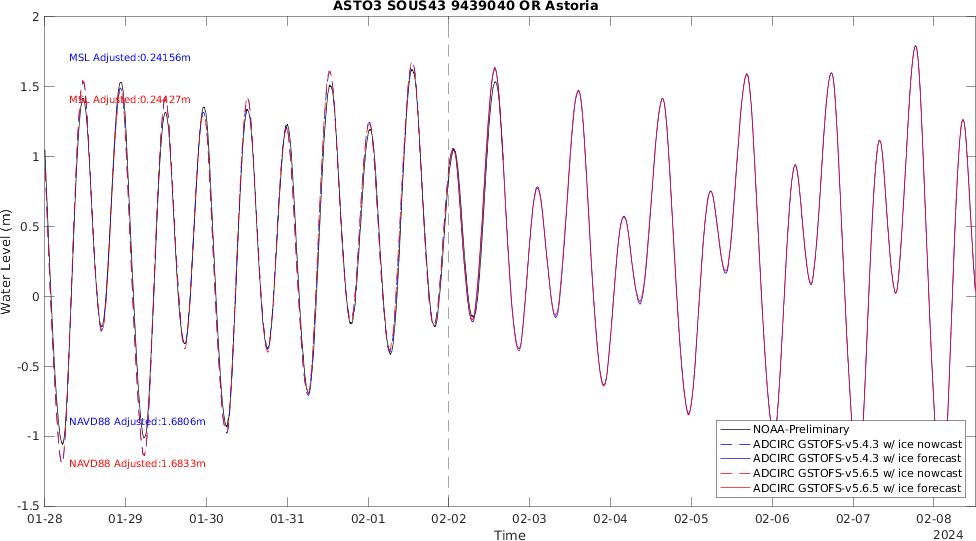 ASTO3 SOUS43 9439040 OR Astoria
2
1.5
1
0.5
0
-0.5
-1
-1.5
Water Level (m)
MSL Adjusted:0.24156m
MSL Adjusted:0.24427m
NAVD88 Adjusted:1.6806m
NAVD88 Adjusted:1.6833m
NOAA-Preliminary
ADCIRC GSTOFS-v5.4.3 w/ ice nowcast
ADCIRC GSTOFS-v5.4.3 w/ ice forecast
ADCIRC GSTOFS-v5.6.5 w/ ice nowcast
ADCIRC GSTOFS-v5.6.5 w/ ice forecast
01-28 01-29 01-30 01-31 02-01 02-02 02-03 02-04 02-05 02-06 02-07 02-08
Time
2024